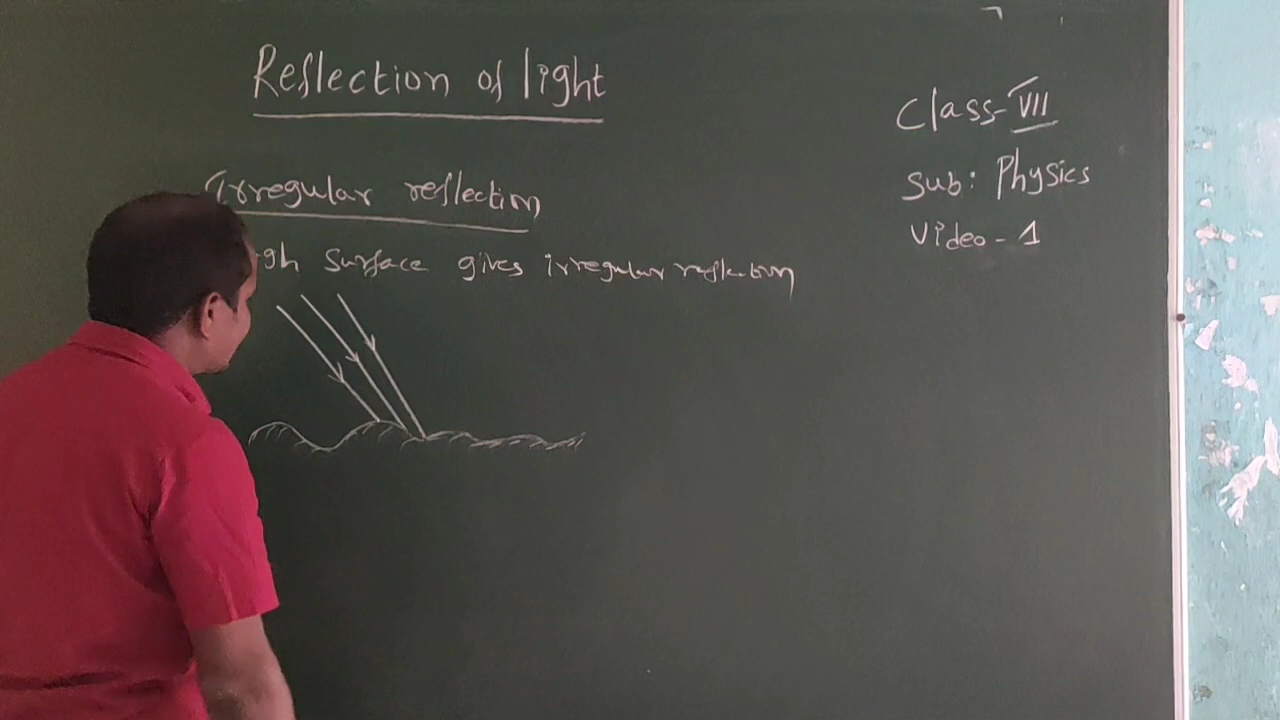 Reflection of light
Class-VII
Sub: Physics
Video-1
Irregular reflection
surface gives irregular reflection